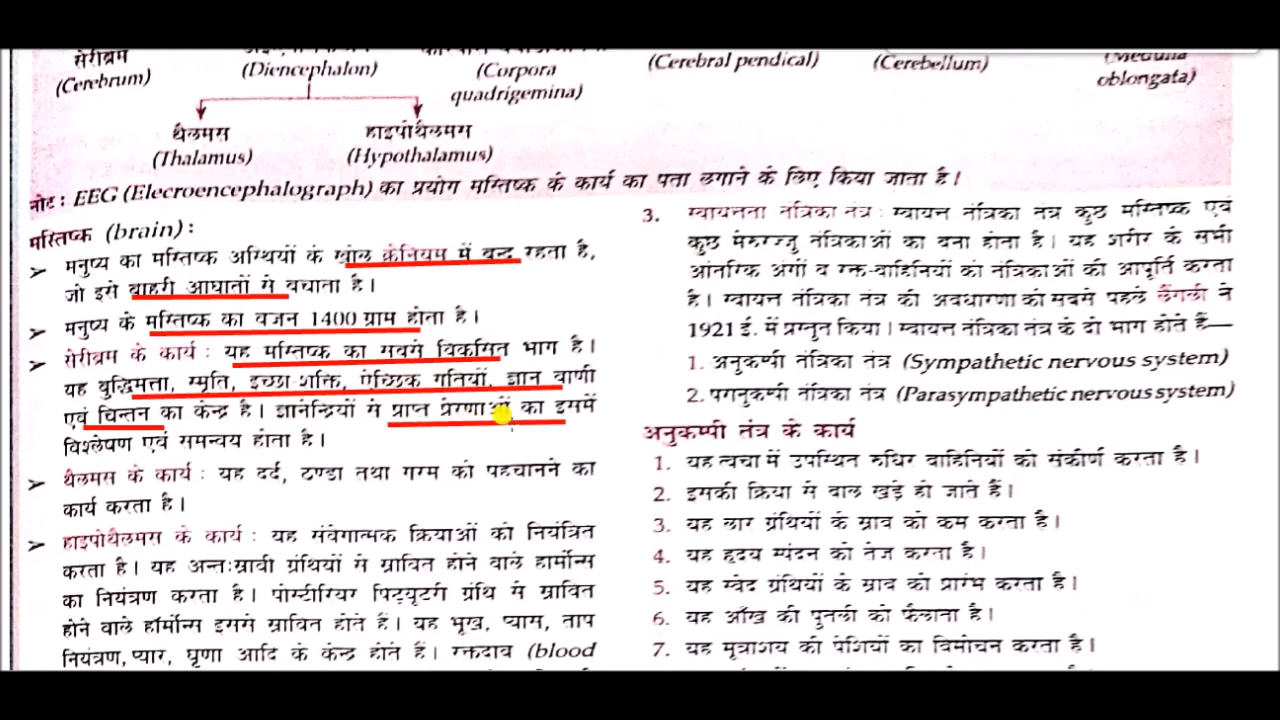 सेरीब्रम
(Cerebrum)
(Diencephalon)
(Corpora
quadrigemina)
(Cerebral pendical)
(Cerebellum)
(Medulla
oblongata)
थैलमस
(Thalamus)
हाइपोथैलमस
(Hypothalamus)
नोट : EEG (Elecroencephalograph) का प्रयोग मस्तिष्क के कार्य का पता लगाने के लिए किया जाता है।
मस्तिष्क (brain) :
➢ मनुष्य का मस्तिष्क अस्थियों के खोल क्रेनियम में बन्द रहता है,
जो इसे बाहरी आघातों से बचाता है।
➢ मनुष्य के मस्तिष्क का वजन 1400 ग्राम होता है।
➢ सेरीब्रम के कार्य : यह मस्तिष्क का सबसे विकसित भाग है।
यह बुद्धिमत्ता, स्मृति, इच्छा-शक्ति, ऐच्छिक गतियों, ज्ञान वाणी
एवं चिन्तन का केन्द्र है। ज्ञानेन्द्रियों से प्राप्त प्रेरणाओं का इसमें
विश्लेषण एवं समन्वय होता है।
➢ थैलमस के कार्य : यह दर्द, ठण्डा तथा गरम को पहचानने का
कार्य करता है।
➢ हाइपोथैलमस के कार्य : यह संवेगात्मक क्रियाओं को नियंत्रित
करता है। यह अन्तःस्रावी ग्रंथियों से स्रावित होने वाले हार्मोन्स
का नियंत्रण करता है। पोस्टीरियर पिट्यूटरी ग्रंथि से स्रावित
होने वाले हॉर्मोन्स इससे स्रावित होते हैं। यह भूख, प्यास, ताप
नियंत्रण, प्यार, घृणा आदि के केन्द्र होते हैं। रक्तदाब (blood
3. स्वायत्तता तंत्रिका तंत्र : स्वायत्त तंत्रिका तंत्र कुछ मस्तिष्क एवं
कुछ मेरुरज्जु तंत्रिकाओं का बना होता है। यह शरीर के सभी
आंतरिक अंगों व रक्त-वाहिनियों को तंत्रिकाओं की आपूर्ति करता
है। स्वायत्त तंत्रिका तंत्र की अवधारणा को सबसे पहले लैंगली ने
1921 ई. में प्रस्तुत किया। स्वायत्त तंत्रिका तंत्र के दो भाग होते हैं—
1. अनुकम्पी तंत्रिका तंत्र (Sympathetic nervous system)
2. परानुकम्पी तंत्रिका तंत्र (Parasympathetic nervous system)
अनुकम्पी तंत्र के कार्य
1. यह त्वचा में उपस्थित रुधिर वाहिनियों को संकीर्ण करता है।
2. इसकी क्रिया से बाल खड़े हो जाते हैं।
3. यह लार ग्रंथियों के स्राव को कम करता है।
4. यह हृदय स्पंदन को तेज करता है।
5. यह स्वेद ग्रंथियों के स्राव को प्रारंभ करता है।
6. यह आँख की पुतली को फैलाता है।
7. यह मूत्राशय की पेशियों का विमोचन करता है।